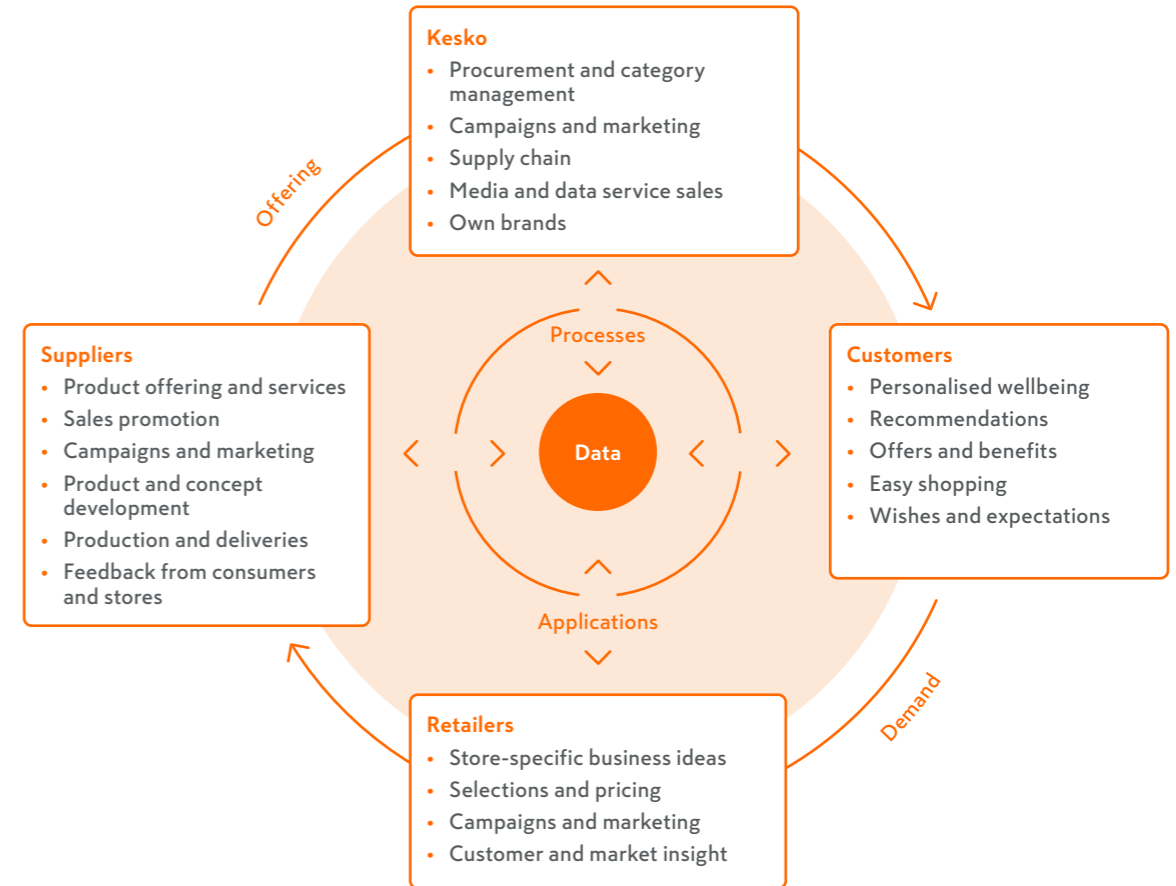 Kesko
• Procurement and category
management
• Campaigns and marketing
• Supply chain
• Media and data service sales
• Own brands
Offering
Processes
Suppliers
• Product offering and services
• Sales promotion
• Campaigns and marketing
• Product and concept
development
• Production and deliveries
• Feedback from consumers
and stores
Data
Customers
• Personalised wellbeing
• Recommendations
• Offers and benefits
• Easy shopping
• Wishes and expectations
Applications
Demand
Retailers
• Store-specific business ideas
• Selections and pricing
• Campaigns and marketing
• Customer and market insight